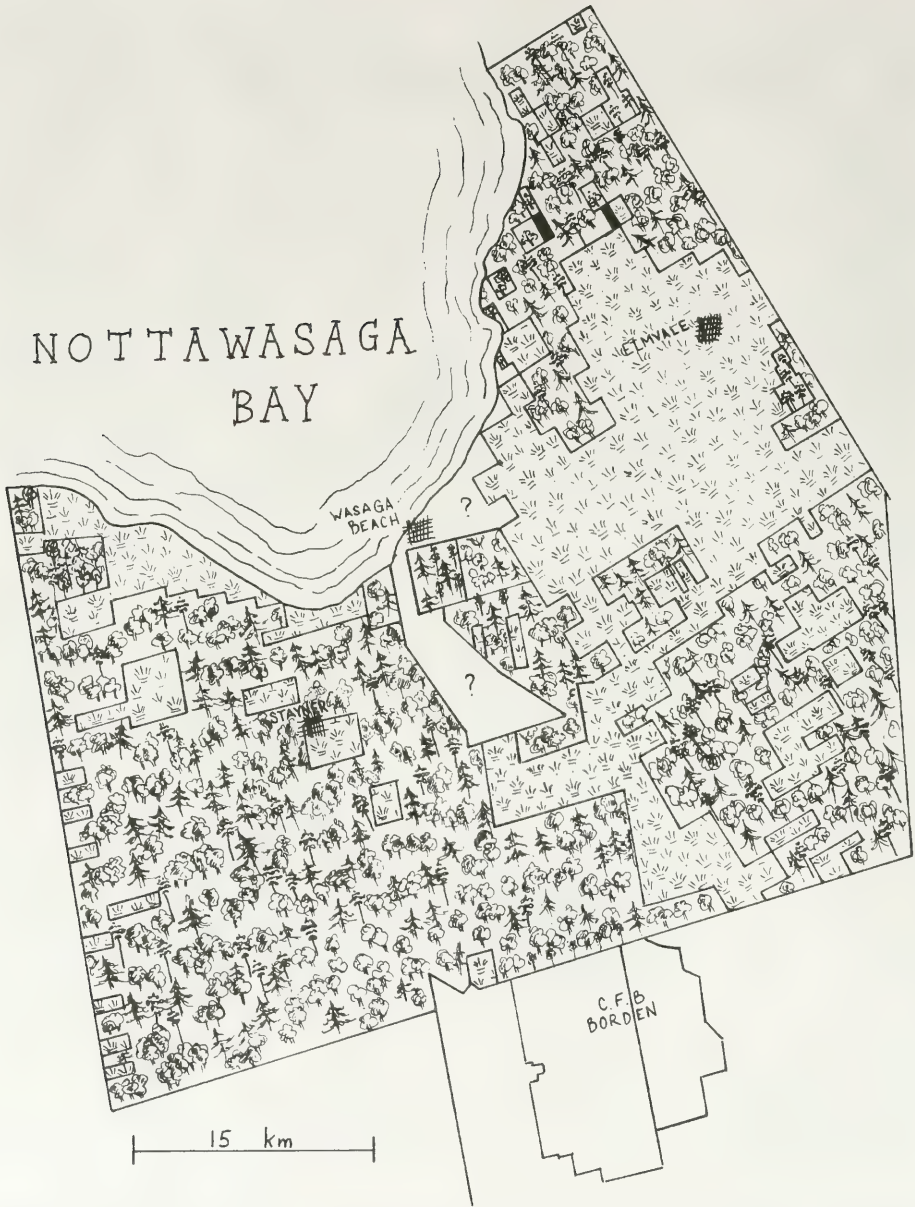 NOTTAWASAGA
BAY
ELMVALE
WASAGA
BEACH
?
?
STAYNER
C.F.B
BORDEN
15 km